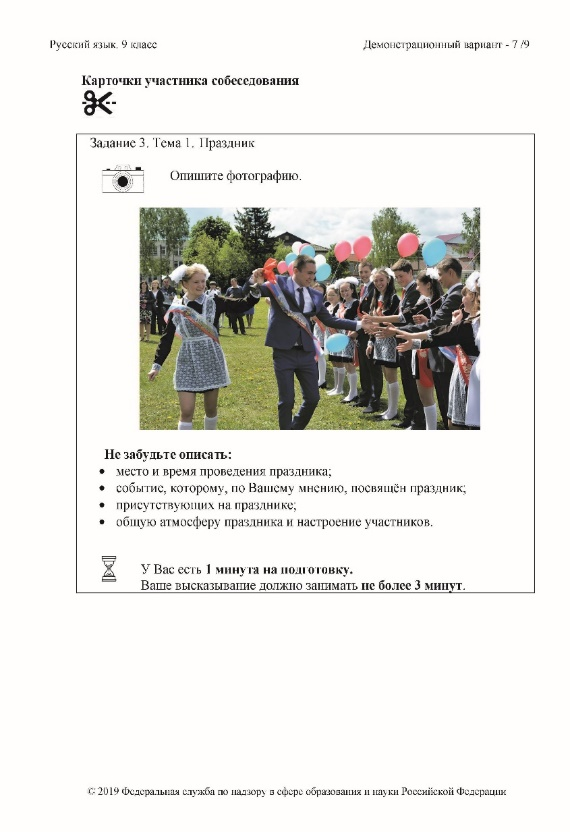 Русский язык. 9 класс
Демонстрационный вариант - 7 /9
Карточки участника собеседования
Задание 3. Тема 1. Праздник
Опишите фотографию.
Не забудьте описать:
• место и время проведения праздника;
• событие, которому, по Вашему мнению, посвящён праздник;
• присутствующих на празднике;
• общую атмосферу праздника и настроение участников.
У Вас есть 1 минута на подготовку.
Ваше высказывание должно занимать не более 3 минут.
© 2019 Федеральная служба по надзору в сфере образования и науки Российской Федерации